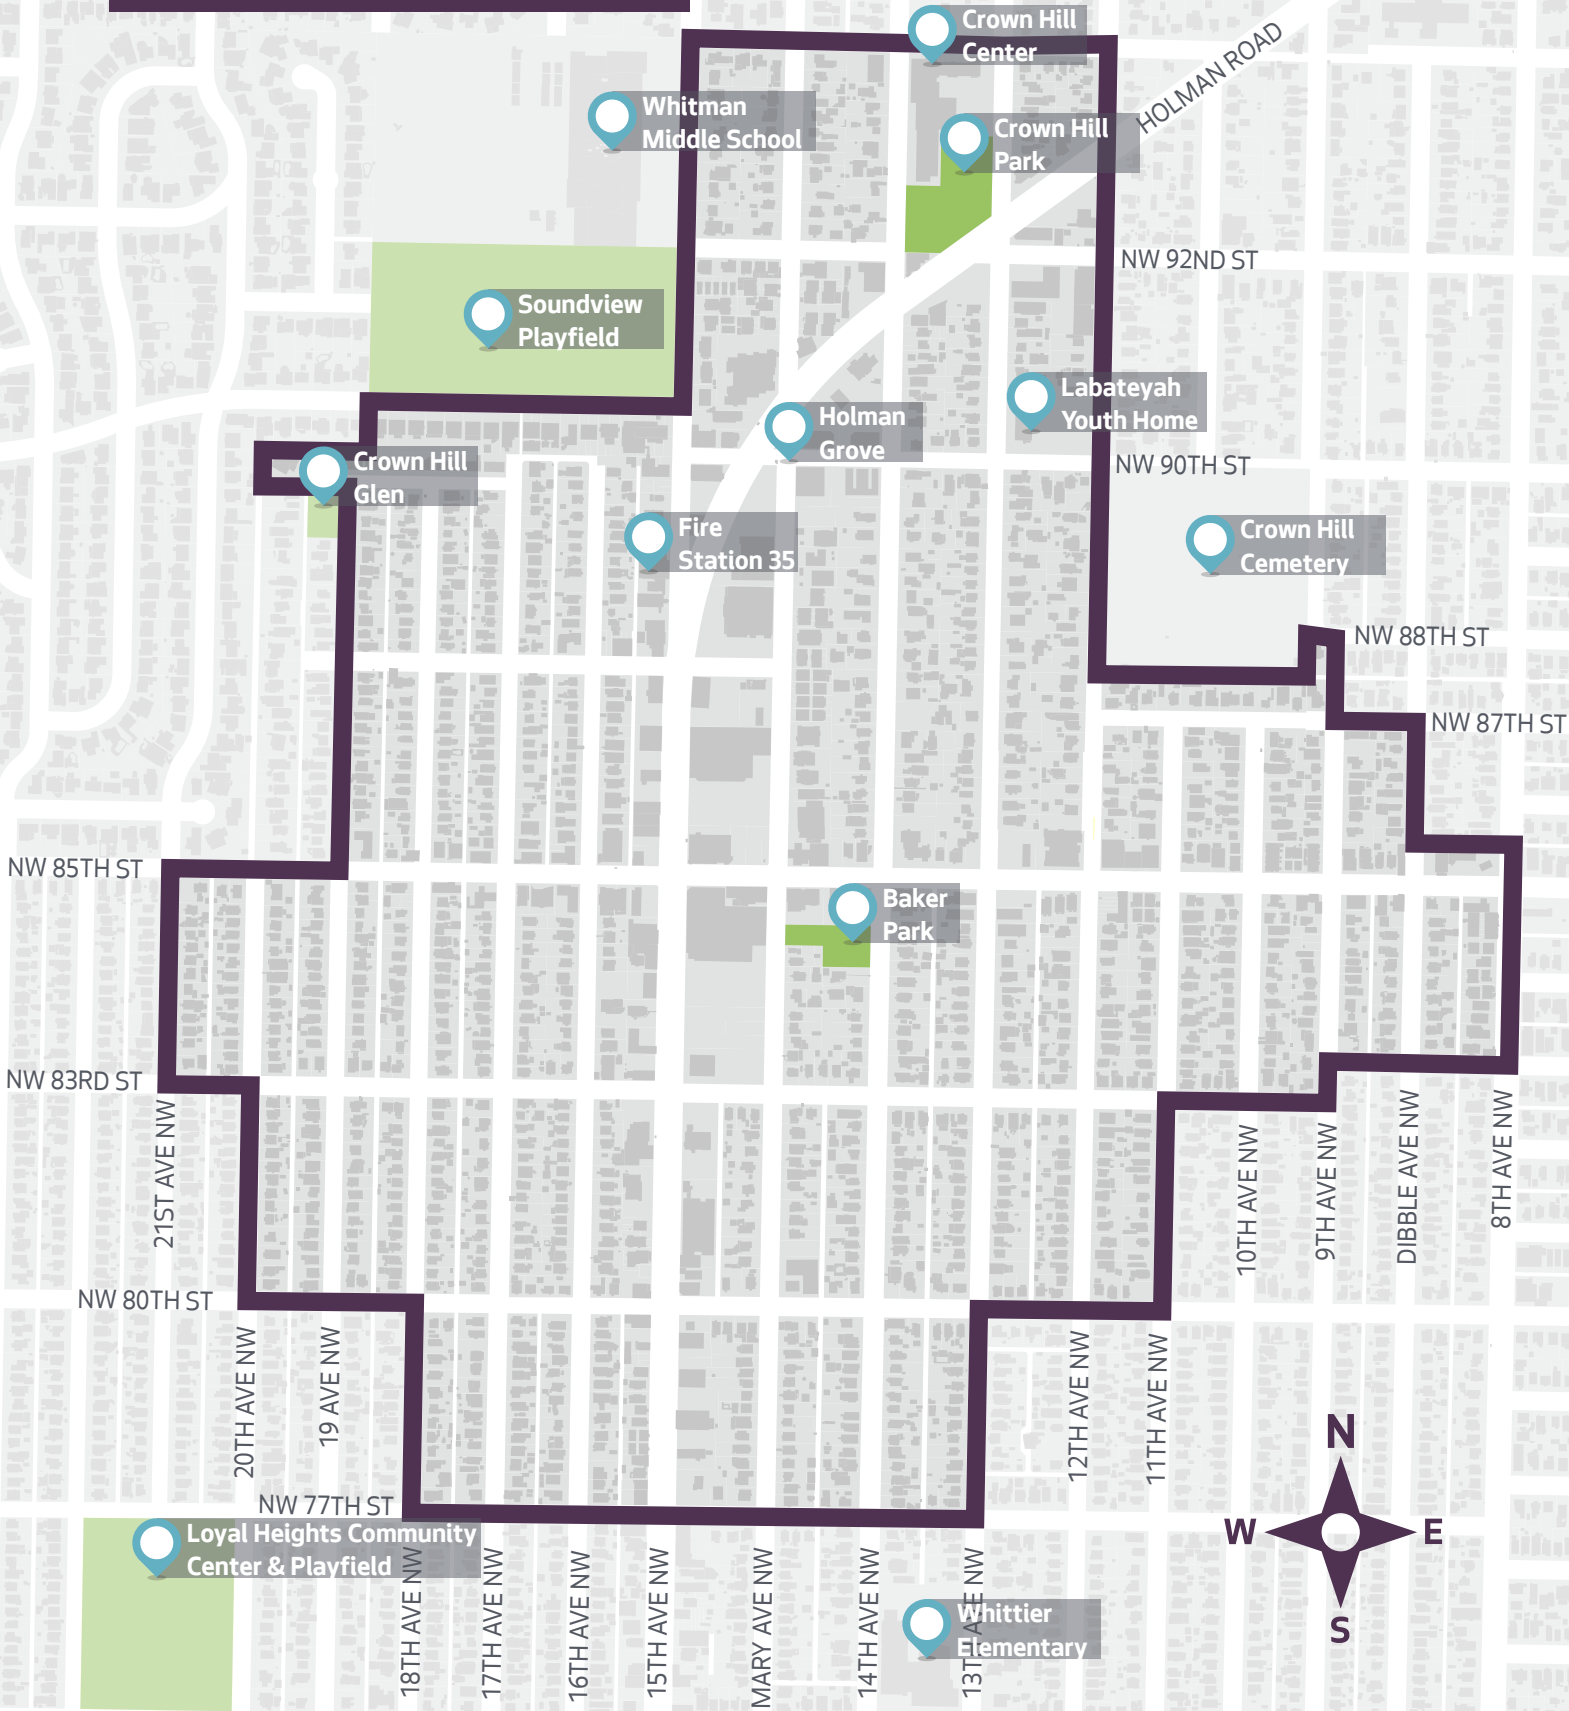 Crown Hill
Center
HOLMAN ROAD
Whitman
Middle School
Crown Hill
Park
NW 92ND ST
Soundview
Playfield
Labateyah
Youth Home
Holman
Grove
Crown Hill
Glen
NW 90TH ST
Fire
Station 35
Crown Hill
Cemetery
NW 88TH ST
NW 87TH ST
NW 85TH ST
Baker
Park
NW 83RD ST
21ST AVE NW
10TH AVE NW
9TH AVE NW
DIBBLE AVE NW
8TH AVE NW
NW 80TH ST
20TH AVE NW
19 AVE NW
12TH AVE NW
11TH AVE NW
N
W
E
S
NW 77TH ST
Loyal Heights Community
Center & Playfield
18TH AVE NW
17TH AVE NW
16TH AVE NW
15TH AVE NW
MARY AVE NW
14TH AVE NW
13TH AVE NW
Whittier
Elementary